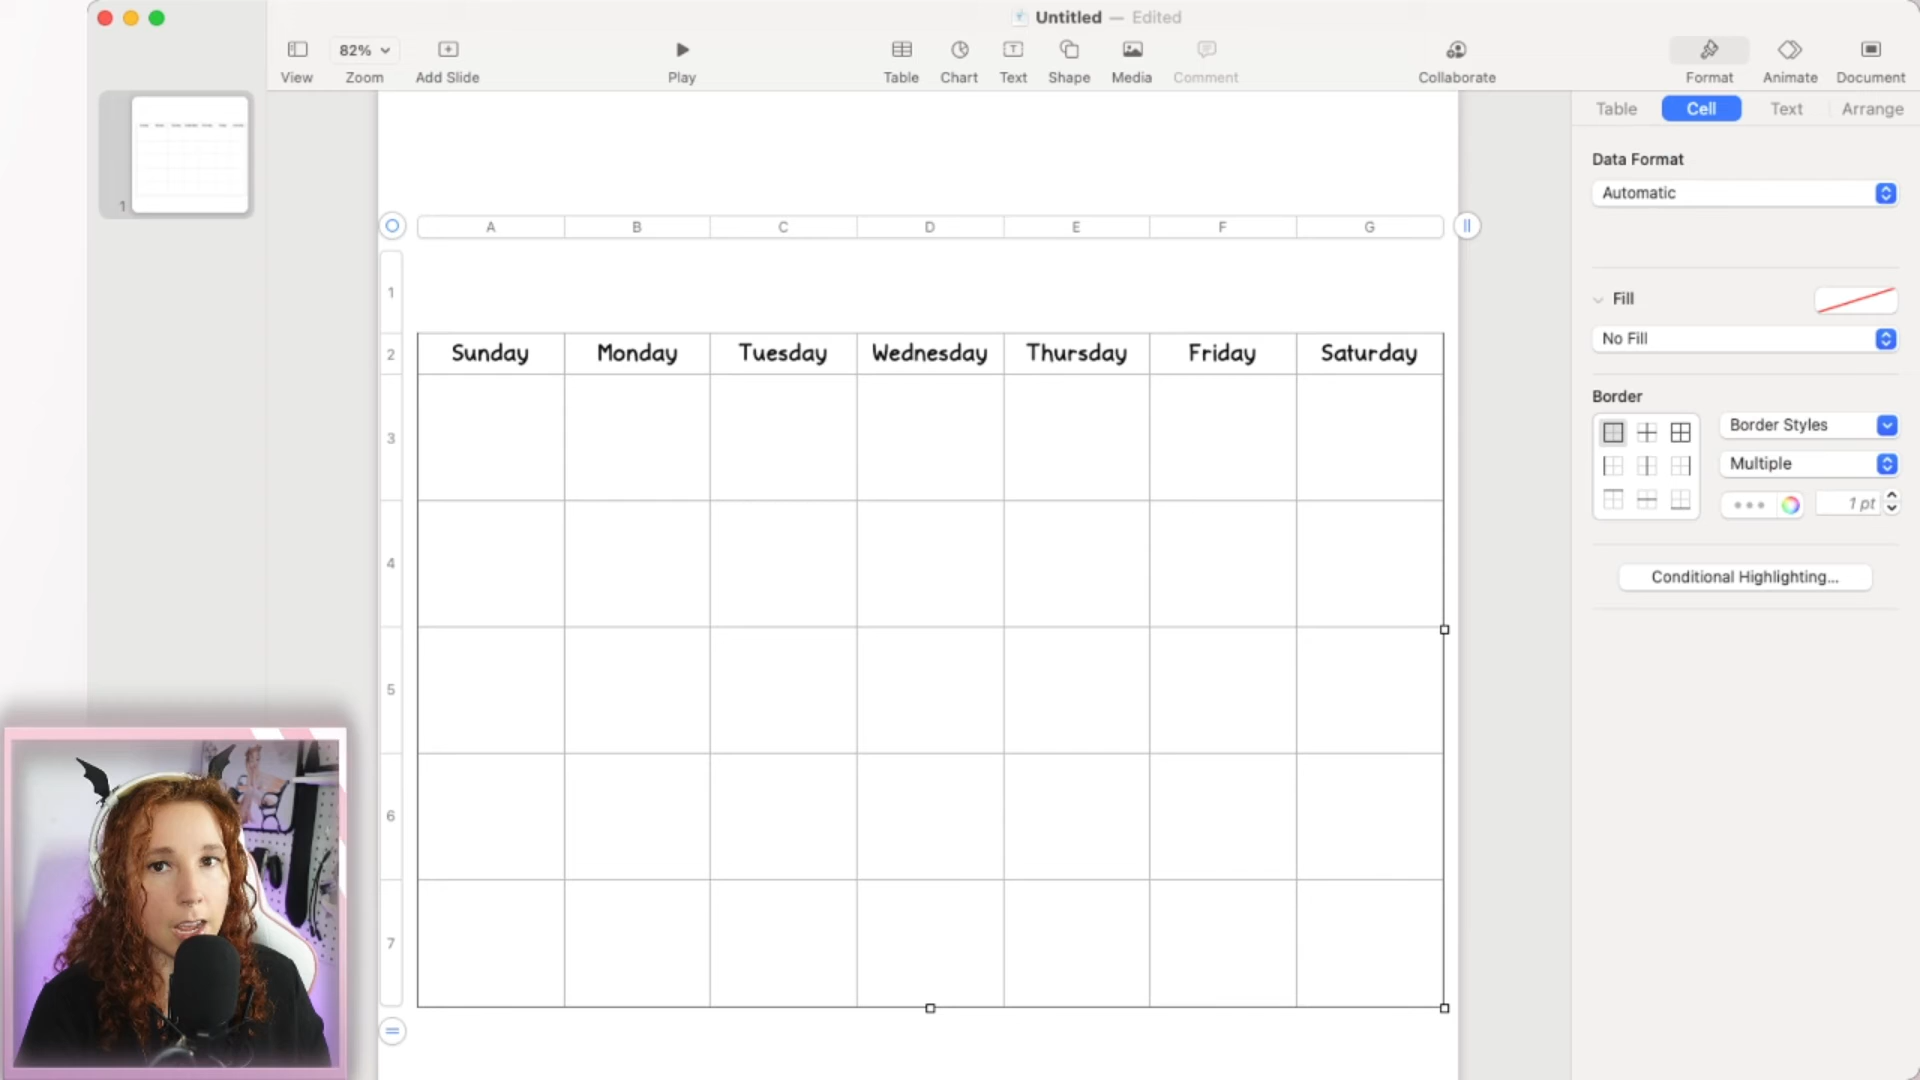 Untitled — Edited
82%
View Zoom Add Slide Play Table Chart Text Shape Media Comment Collaborate Format Animate Document
Table Cell Text Arrange
Data Format
Automatic
Fill
No Fill
Border
Border Styles
Multiple
1 pt
Conditional Highlighting...
1
A B C D E F G
1
2 Sunday Monday Tuesday Wednesday Thursday Friday Saturday
3
4
5
6
7